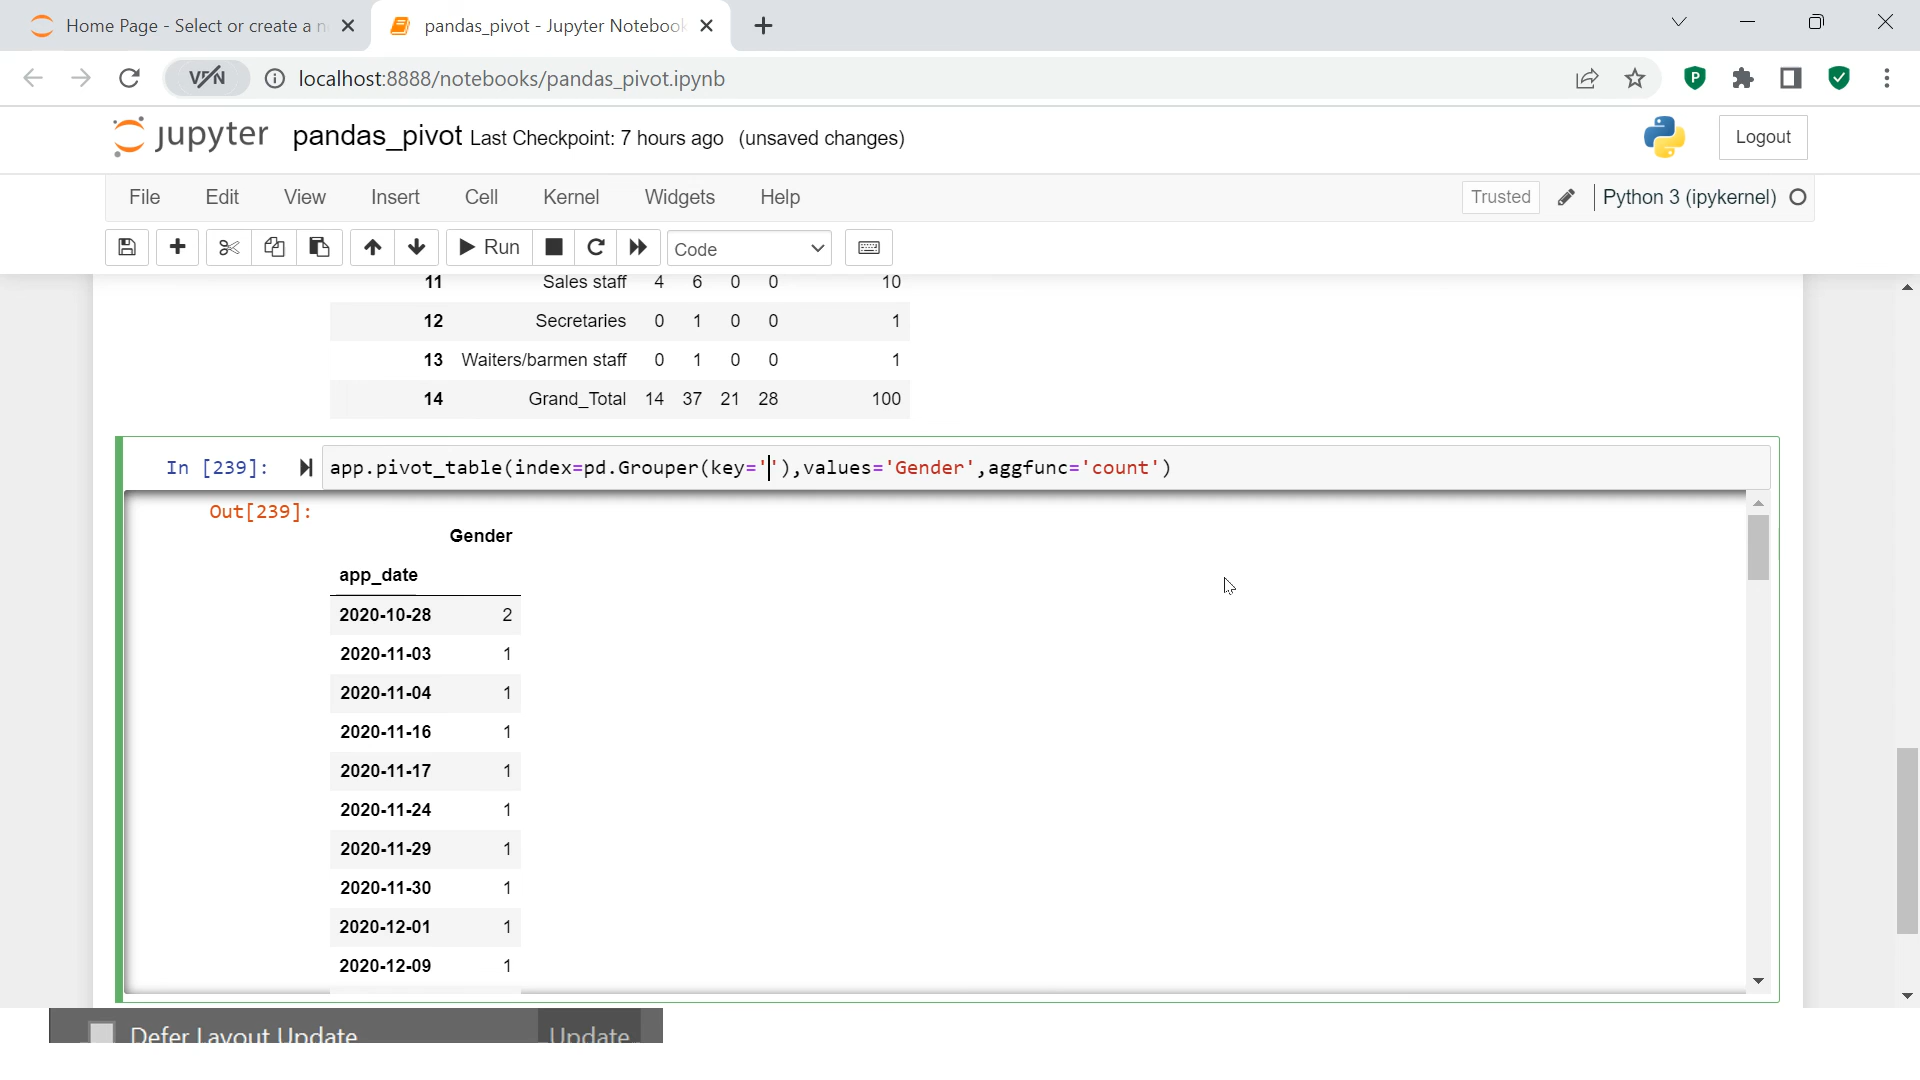 Home Page - Select or create a n
pandas_pivot - Jupyter Notebook
VPN
localhost:8888/notebooks/pandas_pivot.ipynb
P
jupyter pandas_pivot Last Checkpoint: 7 hours ago (unsaved changes)
Logout
File Edit View Insert Cell Kernel Widgets Help
Trusted Python 3 (ipykernel)
Run Code
11 Sales staff 4 6 0 0 10
12 Secretaries 0 1 0 0 1
13 Waiters/barmen staff 0 1 0 0 1
14 Grand_Total 14 37 21 28 100
In [239]: app.pivot_table(index=pd.Grouper(key=''),values='Gender',aggfunc='count')
Out[239]:
Gender
app_date
2020-10-28 2
2020-11-03 1
2020-11-04 1
2020-11-16 1
2020-11-17 1
2020-11-24 1
2020-11-29 1
2020-11-30 1
2020-12-01 1
2020-12-09 1
Defer Layout Update Update